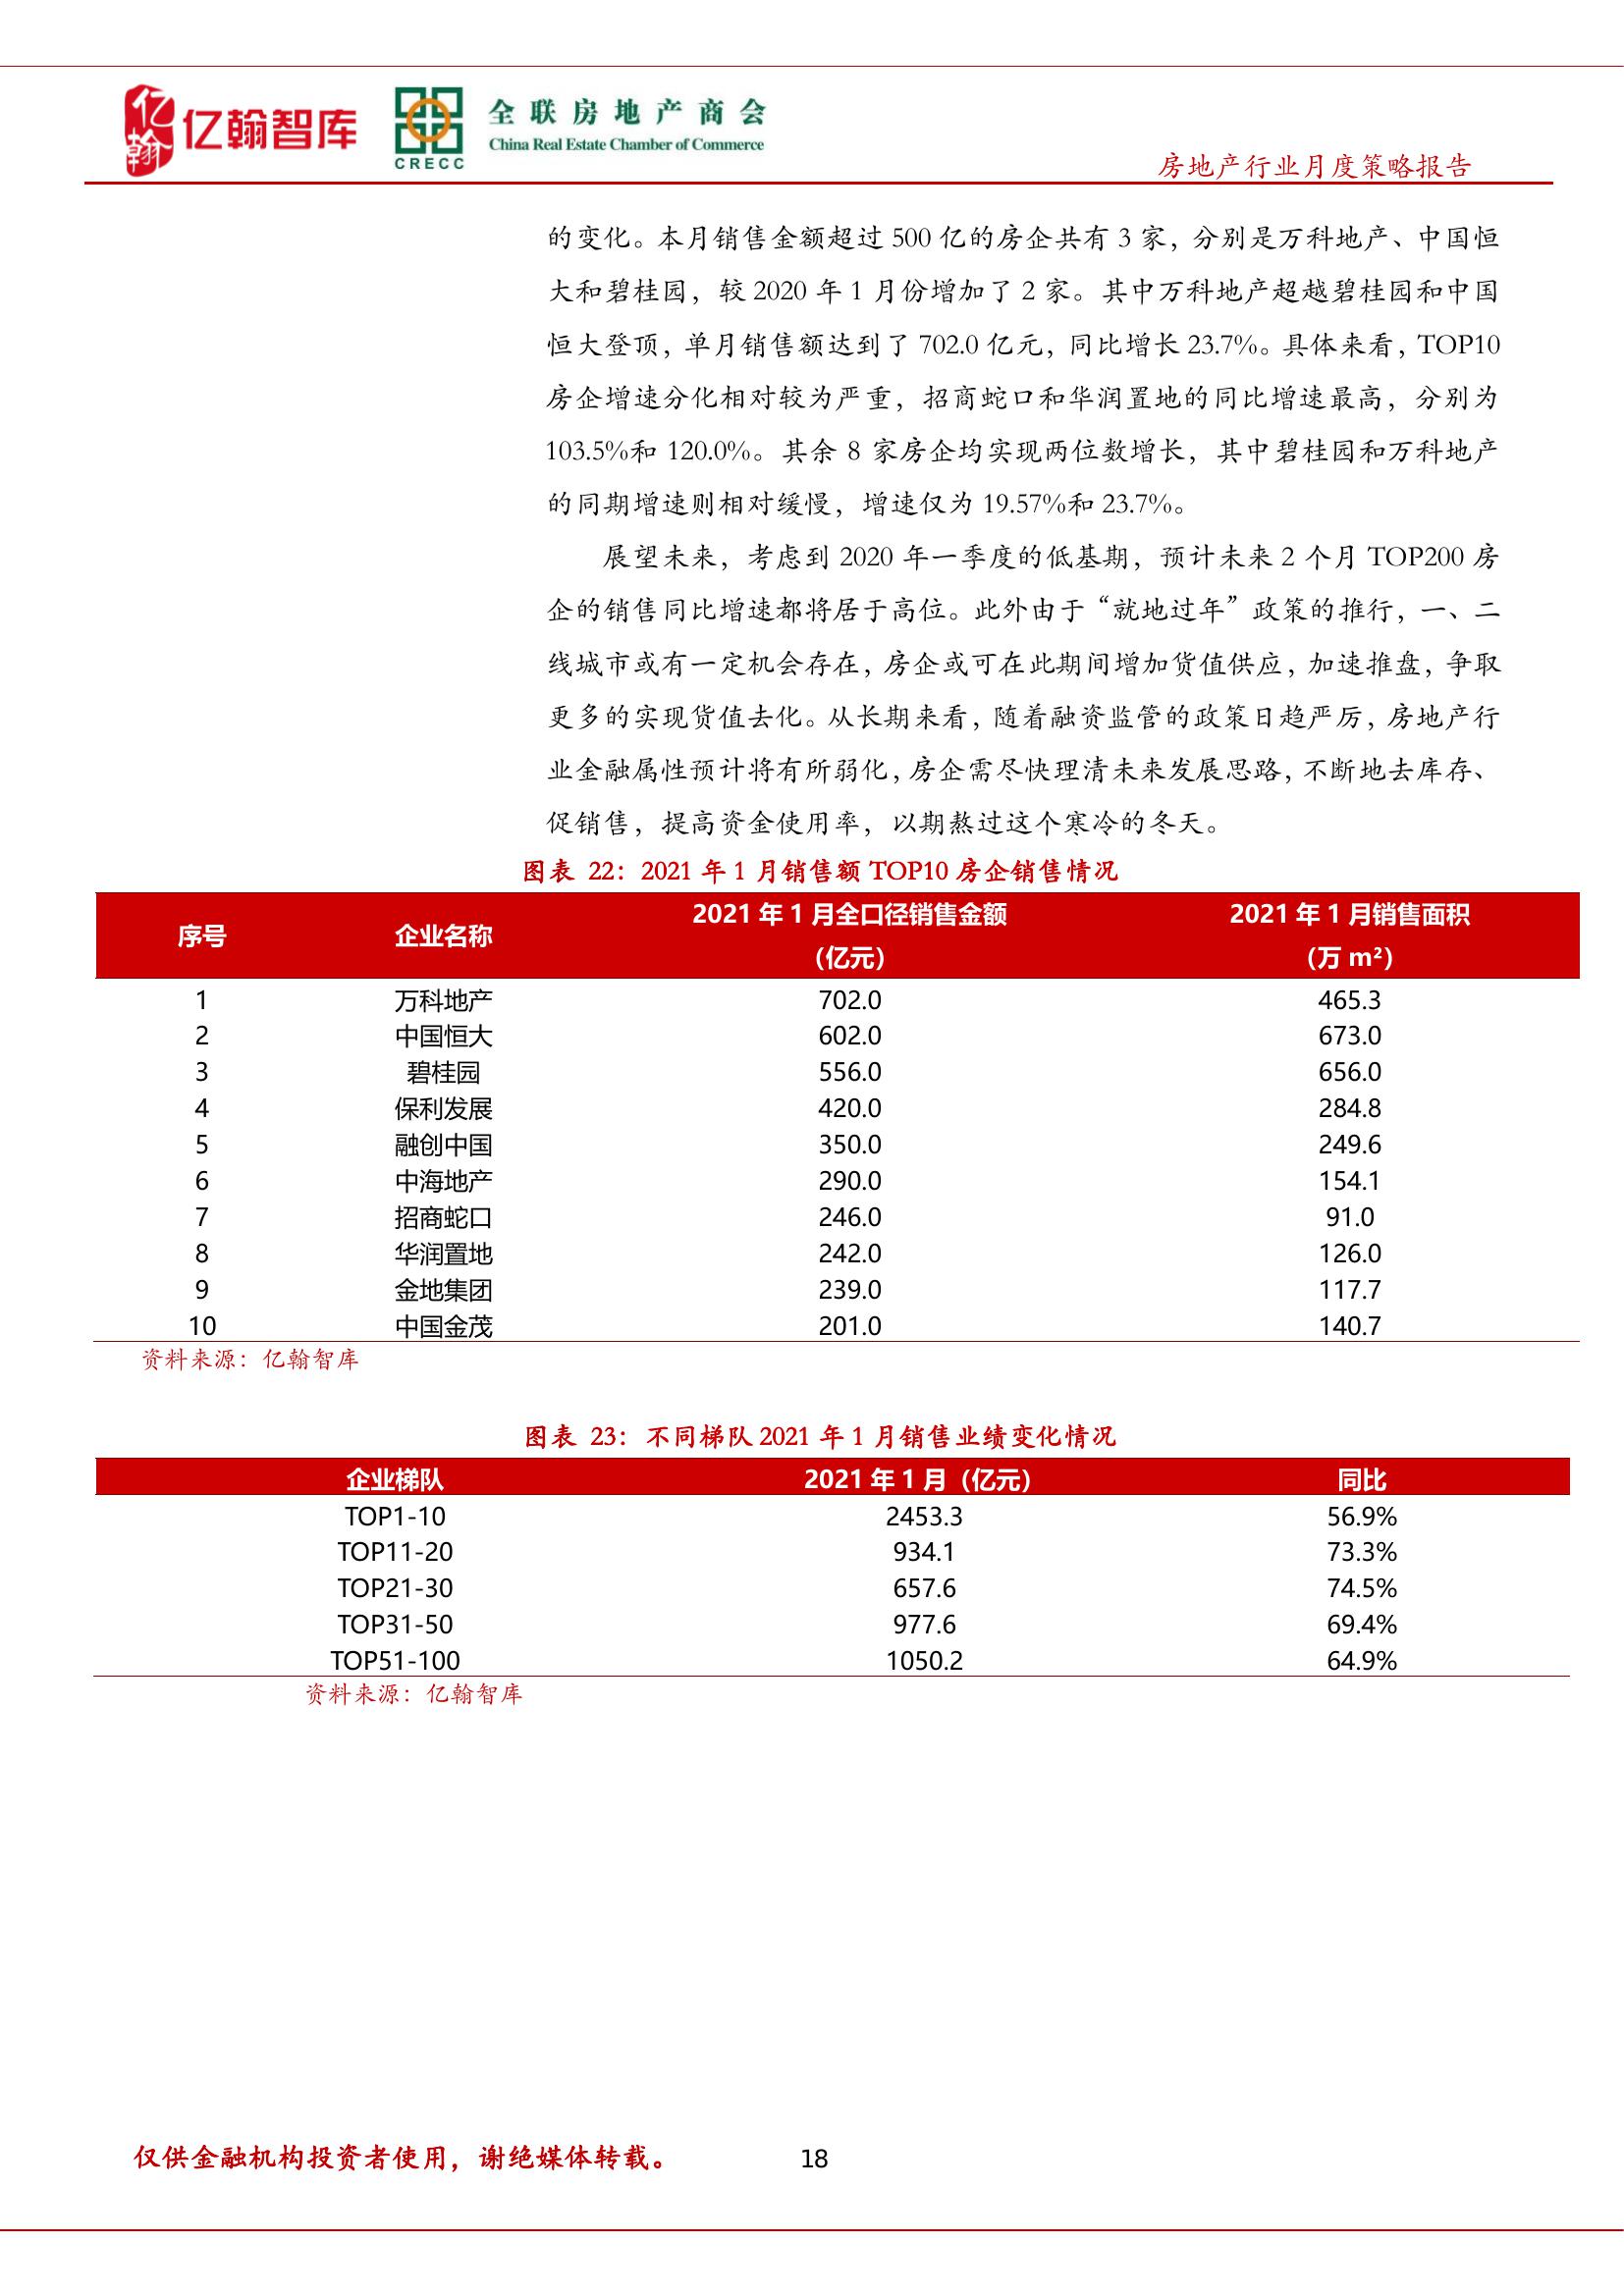 亿翰
亿翰智库
CRECC
全联房地产商会
China Real Estate Chamber of Commerce
房地产行业月度策略报告
的变化。本月销售金额超过 500 亿的房企共有 3 家，分别是万科地产、中国恒
大和碧桂园，较 2020 年 1 月份增加了 2 家。其中万科地产超越碧桂园和中国
恒大登顶，单月销售额达到了 702.0 亿元，同比增长 23.7%。具体来看，TOP10
房企增速分化相对较为严重，招商蛇口和华润置地的同比增速最高，分别为
103.5%和 120.0%。其余 8 家房企均实现两位数增长，其中碧桂园和万科地产
的同期增速则相对缓慢，增速仅为 19.57%和 23.7%。
展望未来，考虑到 2020 年一季度的低基期，预计未来 2 个月 TOP200 房
企的销售同比增速都将居于高位。此外由于“就地过年”政策的推行，一、二
线城市或有一定机会存在，房企或可在此期间增加货值供应，加速推盘，争取
更多的实现货值去化。从长期来看，随着融资监管的政策日趋严厉，房地产行
业金融属性预计将有所弱化，房企需尽快理清未来发展思路，不断地去库存、
促销售，提高资金使用率，以期熬过这个寒冷的冬天。
图表 22：2021 年 1 月销售额 TOP10 房企销售情况
序号 企业名称 2021 年 1 月全口径销售金额（亿元） 2021 年 1 月销售面积（万 m²）
1 万科地产 702.0 465.3
2 中国恒大 602.0 673.0
3 碧桂园 556.0 656.0
4 保利发展 420.0 284.8
5 融创中国 350.0 249.6
6 中海地产 290.0 154.1
7 招商蛇口 246.0 91.0
8 华润置地 242.0 126.0
9 金地集团 239.0 117.7
10 中国金茂 201.0 140.7
资料来源：亿翰智库
图表 23：不同梯队 2021 年 1 月销售业绩变化情况
企业梯队 2021 年 1 月（亿元） 同比
TOP1-10 2453.3 56.9%
TOP11-20 934.1 73.3%
TOP21-30 657.6 74.5%
TOP31-50 977.6 69.4%
TOP51-100 1050.2 64.9%
资料来源：亿翰智库
仅供金融机构投资者使用，谢绝媒体转载。 18